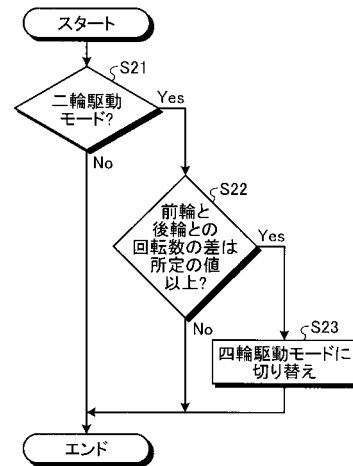 スタート
S21
二輪駆動
モード?
Yes
No
S22
前輪と
後輪との
回転数の差は
所定の値
以上?
Yes
No
S23
四輪駆動モードに
切り替え
エンド